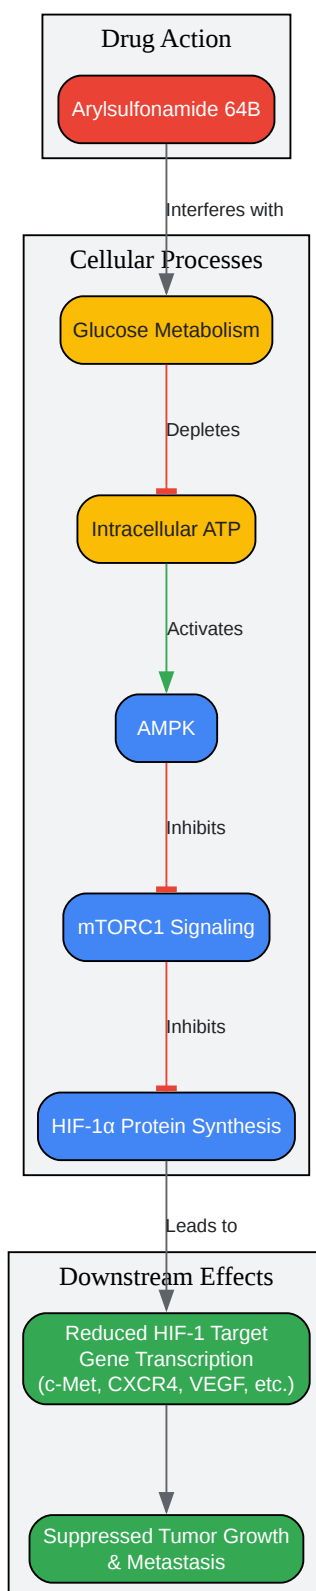 Drug Action
Arylsulfonamide 64B
Interferes with
Cellular Processes
Glucose Metabolism
Depletes
Intracellular ATP
Activates
AMPK
Inhibits
mTORC1 Signaling
Inhibits
HIF-1α Protein Synthesis
Leads to
Downstream Effects
Reduced HIF-1 Target
Gene Transcription
(c-Met, CXCR4, VEGF, etc.)
Suppressed Tumor Growth
& Metastasis